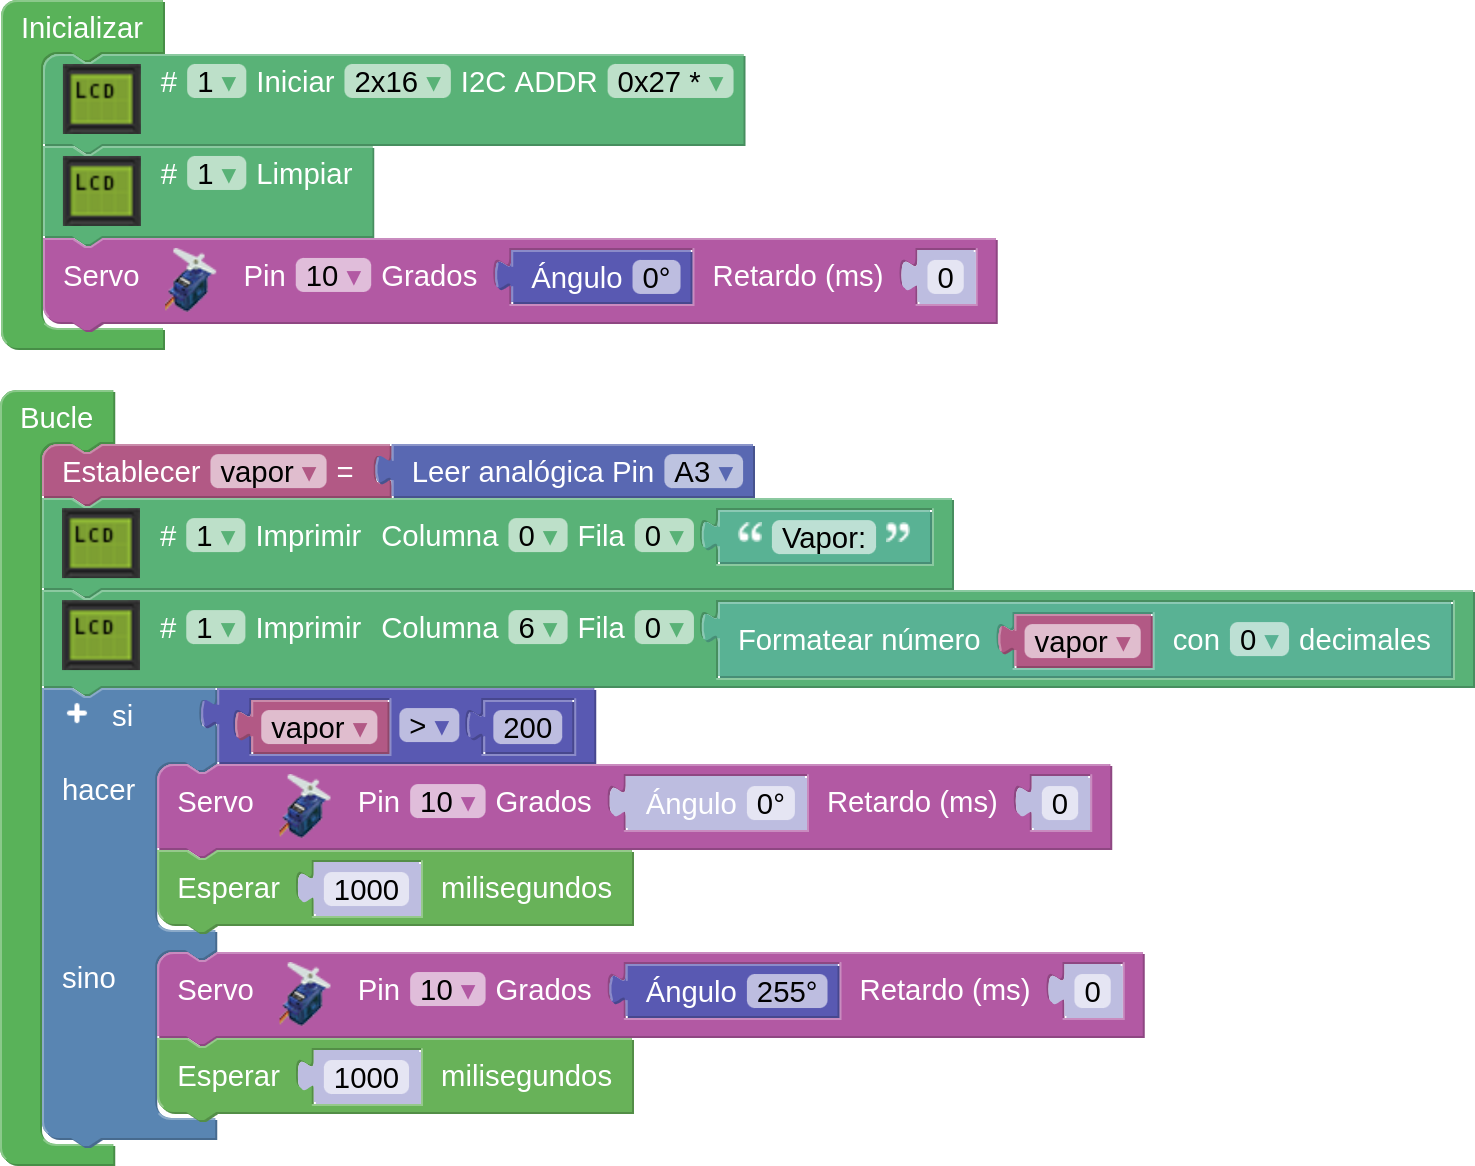 Inicializar
LCD # 1 ▾ Iniciar 2x16 ▾ I2C ADDR 0x27 * ▾
LCD # 1 ▾ Limpiar
Servo Pin 10 ▾ Grados Ángulo 0° Retardo (ms) 0
Bucle
Establecer vapor ▾ = Leer analógica Pin A3 ▾
LCD # 1 ▾ Imprimir Columna 0 ▾ Fila 0 ▾ “ Vapor: ”
LCD # 1 ▾ Imprimir Columna 6 ▾ Fila 0 ▾ Formatear número vapor ▾ con 0 ▾ decimales
+ si vapor ▾ > ▾ 200
hacer Servo Pin 10 ▾ Grados Ángulo 0° Retardo (ms) 0
Esperar 1000 milisegundos
sino Servo Pin 10 ▾ Grados Ángulo 255° Retardo (ms) 0
Esperar 1000 milisegundos